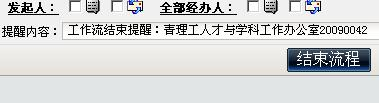 发起人： 全部经办人：
提醒内容： 工作流结束提醒：青理工人才与学科工作办公室20090042
结束流程